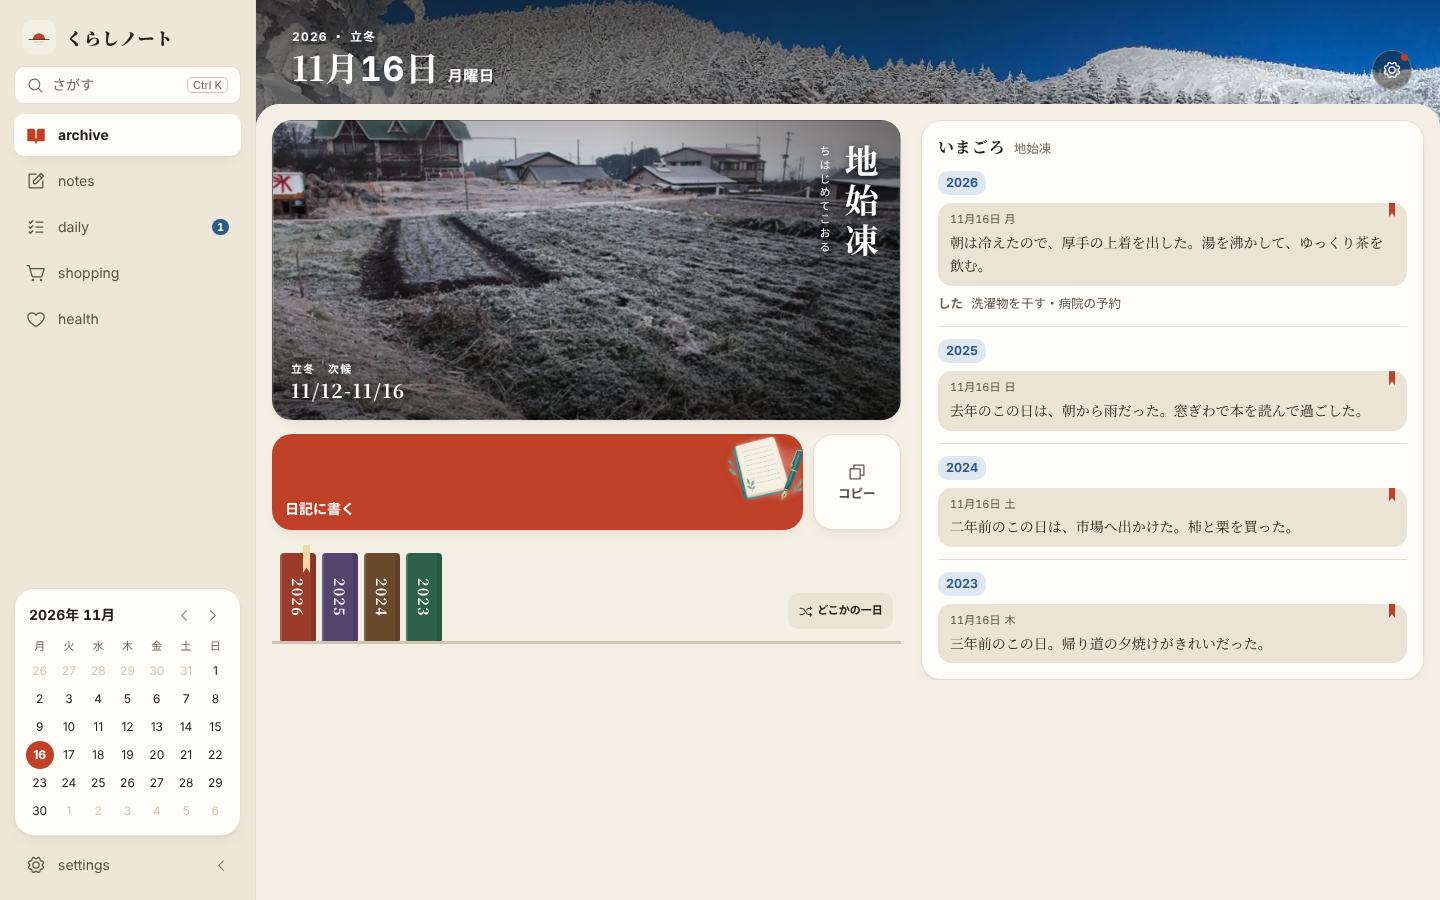 くらしノート
さがす Ctrl K
archive
notes
daily 1
shopping
health
2026年 11月
月 火 水 木 金 土 日
26 27 28 29 30 31 1
2 3 4 5 6 7 8
9 10 11 12 13 14 15
16 17 18 19 20 21 22
23 24 25 26 27 28 29
30 1 2 3 4 5 6
settings
2026 ・ 立冬
11月16日 月曜日
地始凍
ちはじめてこおる
立冬 次候
11/12-11/16
日記に書く
コピー
2026
2025
2024
2023
どこかの一日
いまごろ 地始凍
2026
11月16日 月
朝は冷えたので、厚手の上着を出した。湯を沸かして、ゆっくり茶を
飲む。
した 洗濯物を干す・病院の予約
2025
11月16日 日
去年のこの日は、朝から雨だった。窓ぎわで本を読んで過ごした。
2024
11月16日 土
二年前のこの日は、市場へ出かけた。柿と栗を買った。
2023
11月16日 木
三年前のこの日。帰り道の夕焼けがきれいだった。